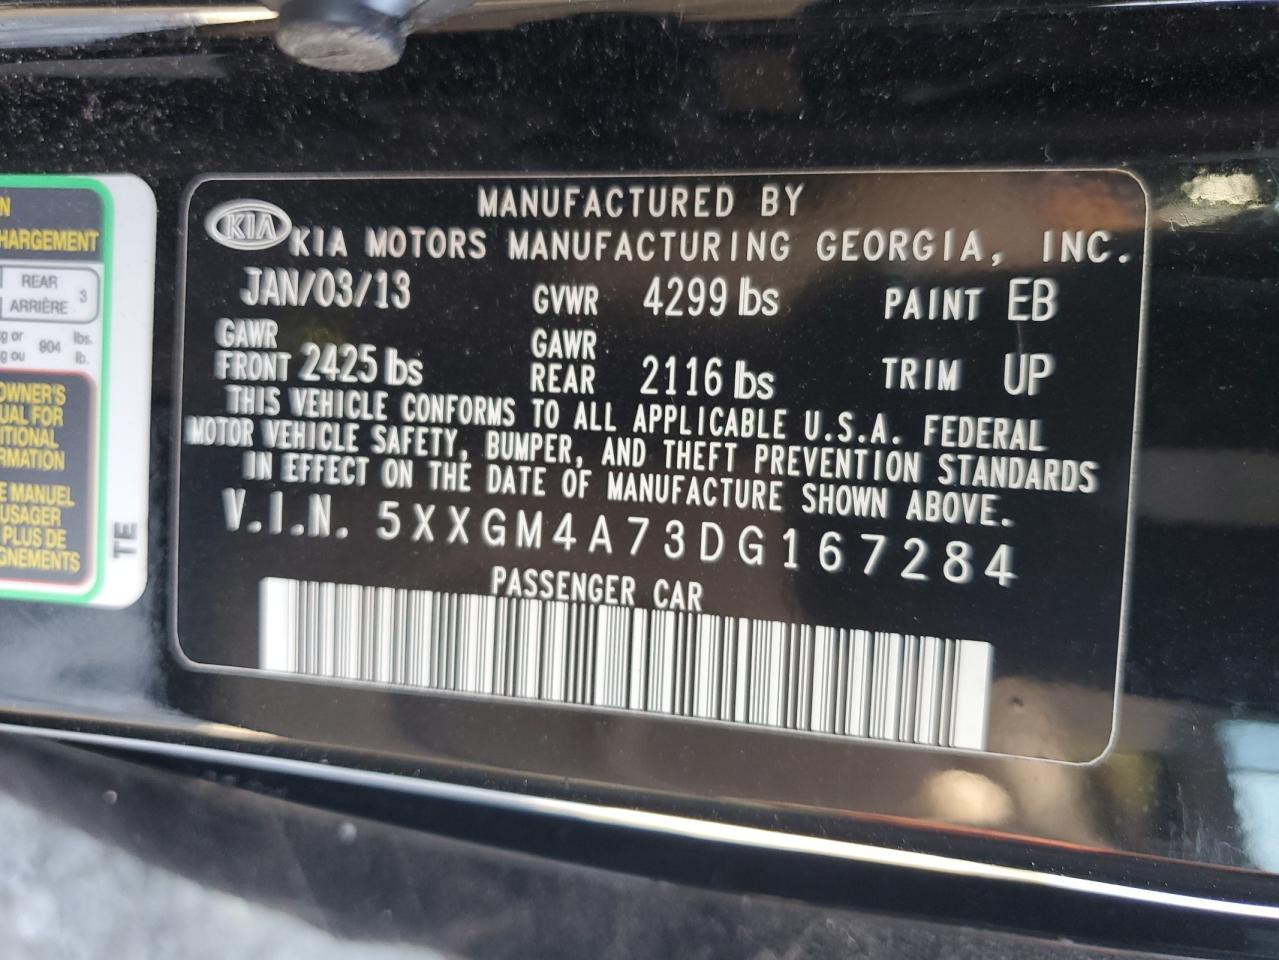 MANUFACTURED BY
KIA
KIA MOTORS MANUFACTURING GEORGIA, INC.
JAN/03/13 GVWR 4299 lbs PAINT EB
GAWR FRONT 2425 lbs GAWR REAR 2116 lbs TRIM UP
THIS VEHICLE CONFORMS TO ALL APPLICABLE U.S.A. FEDERAL
MOTOR VEHICLE SAFETY, BUMPER, AND THEFT PREVENTION STANDARDS
IN EFFECT ON THE DATE OF MANUFACTURE SHOWN ABOVE.
V.I.N. 5XXGM4A73DG167284
PASSENGER CAR
N
HARGEMENT
REAR
ARRIÈRE 3
g or 904 lbs.
g ou lb.
OWNER'S
UAL FOR
ITIONAL
RMATION
E MANUEL
USAGER
PLUS DE
GNEMENTS
TE